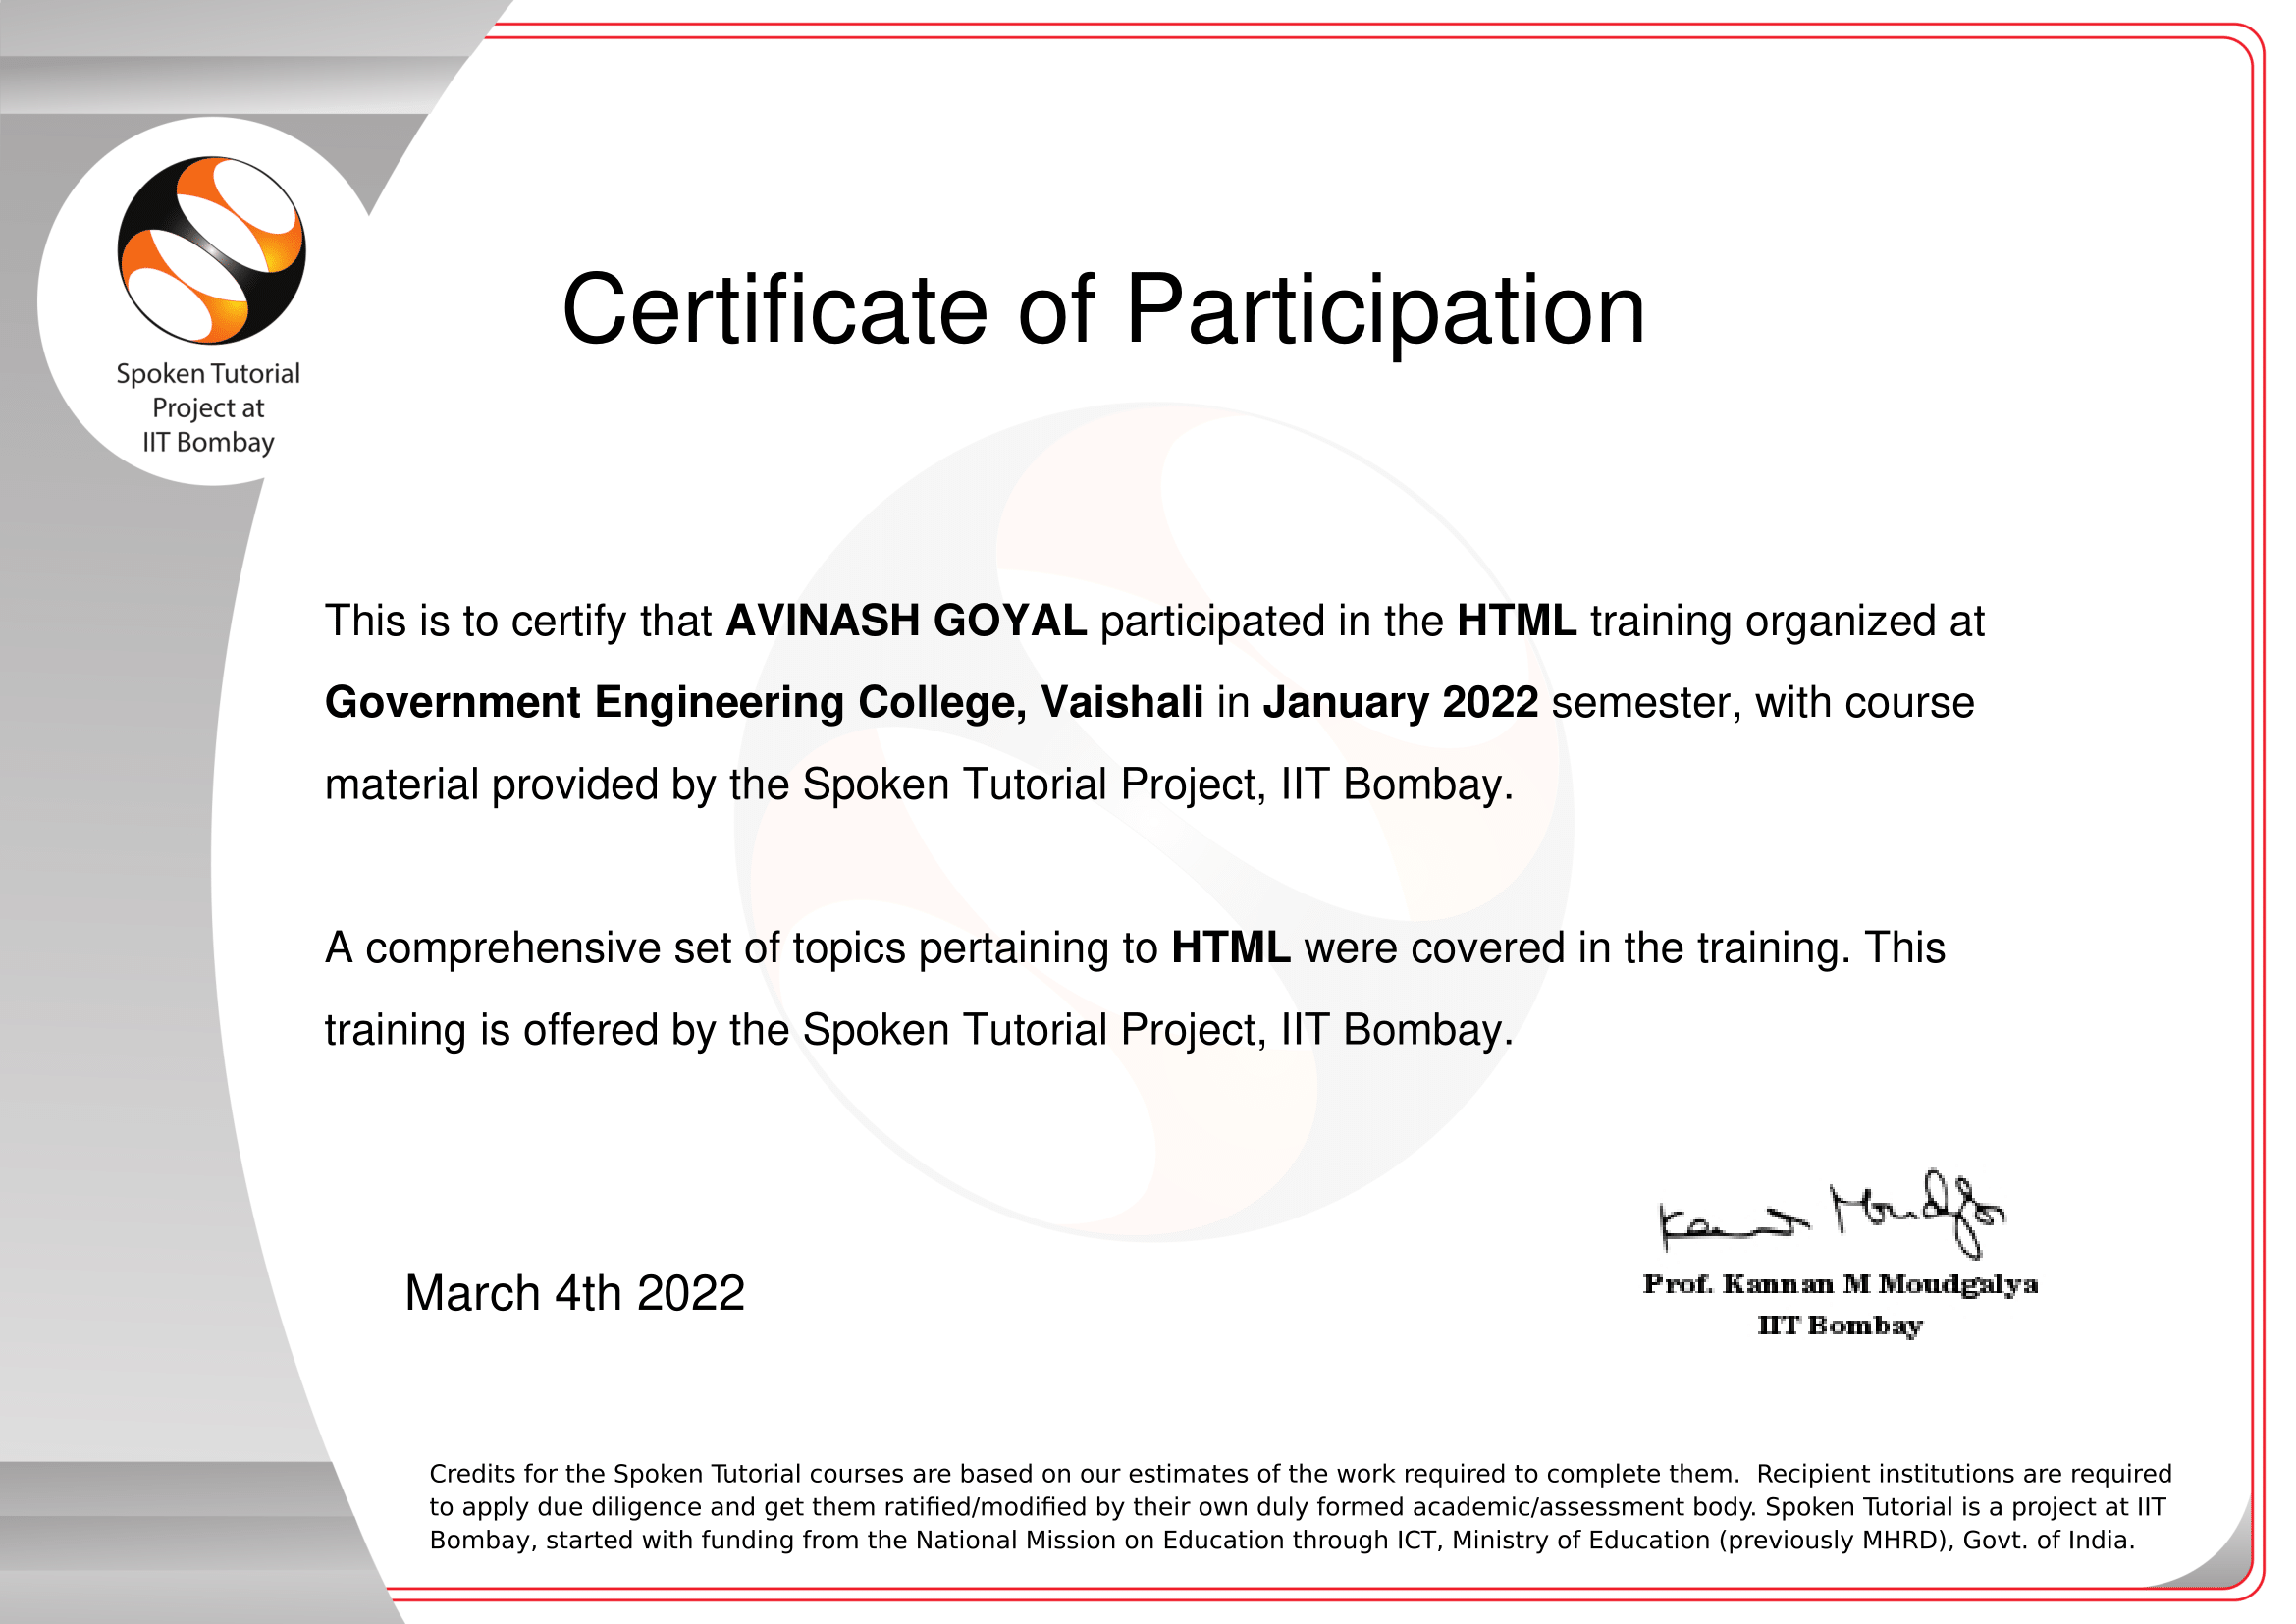 Spoken Tutorial
Project at
IIT Bombay
Certificate of Participation
This is to certify that AVINASH GOYAL participated in the HTML training organized at
Government Engineering College, Vaishali in January 2022 semester, with course
material provided by the Spoken Tutorial Project, IIT Bombay.
A comprehensive set of topics pertaining to HTML were covered in the training. This
training is offered by the Spoken Tutorial Project, IIT Bombay.
March 4th 2022
Kannan Moudgalya
Prof. Kannan M Moudgalya
IIT Bombay
Credits for the Spoken Tutorial courses are based on our estimates of the work required to complete them.  Recipient institutions are required
to apply due diligence and get them ratified/modified by their own duly formed academic/assessment body. Spoken Tutorial is a project at IIT
Bombay, started with funding from the National Mission on Education through ICT, Ministry of Education (previously MHRD), Govt. of India.